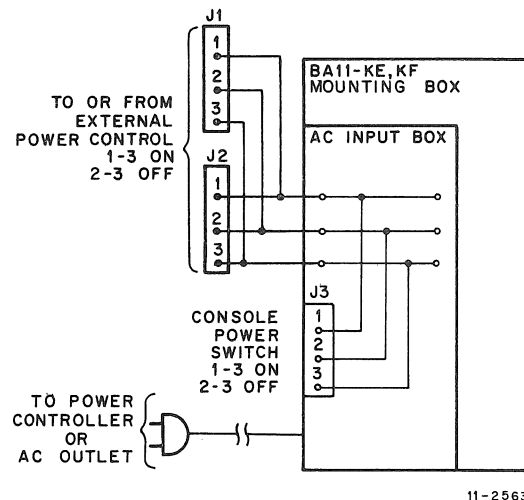 J1
1
2
3
TO OR FROM
EXTERNAL
POWER CONTROL
1-3 ON
2-3 OFF
J2
1
2
3
BA11-KE, KF
MOUNTING BOX
AC INPUT BOX
J3
1
2
3
CONSOLE
POWER
SWITCH
1-3 ON
2-3 OFF
TO POWER
CONTROLLER
OR
AC OUTLET
11-2563